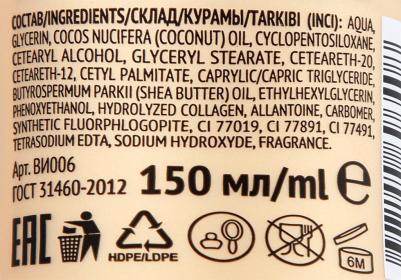 СОСТАВ/INGREDIENTS/СКЛАД/КУРАМЫ/TARKIBI (INCI): AQUA,
GLYCERIN, COCOS NUCIFERA (COCONUT) OIL, CYCLOPENTOSILOXANE,
CETEARYL ALCOHOL, GLYCERYL STEARATE, CETEARETH-20,
CETEARETH-12, CETYL PALMITATE, CAPRYLIC/CAPRIC TRIGLYCERIDE,
BUTYROSPERMUM PARKII (SHEA BUTTER) OIL, ETHYLHEXYLGLYCERIN,
PHENOXYETHANOL, HYDROLYZED COLLAGEN, ALLANTOINE, CARBOMER,
SYNTHETIC FLUORPHLOGOPITE, CI 77019, CI 77891, CI 77491,
TETRASODIUM EDTA, SODIUM HYDROXYDE, FRAGRANCE.
Арт. ВИ006
ГОСТ 31460-2012 150 мл/ml e
EAC HDPE/LDPE 6M